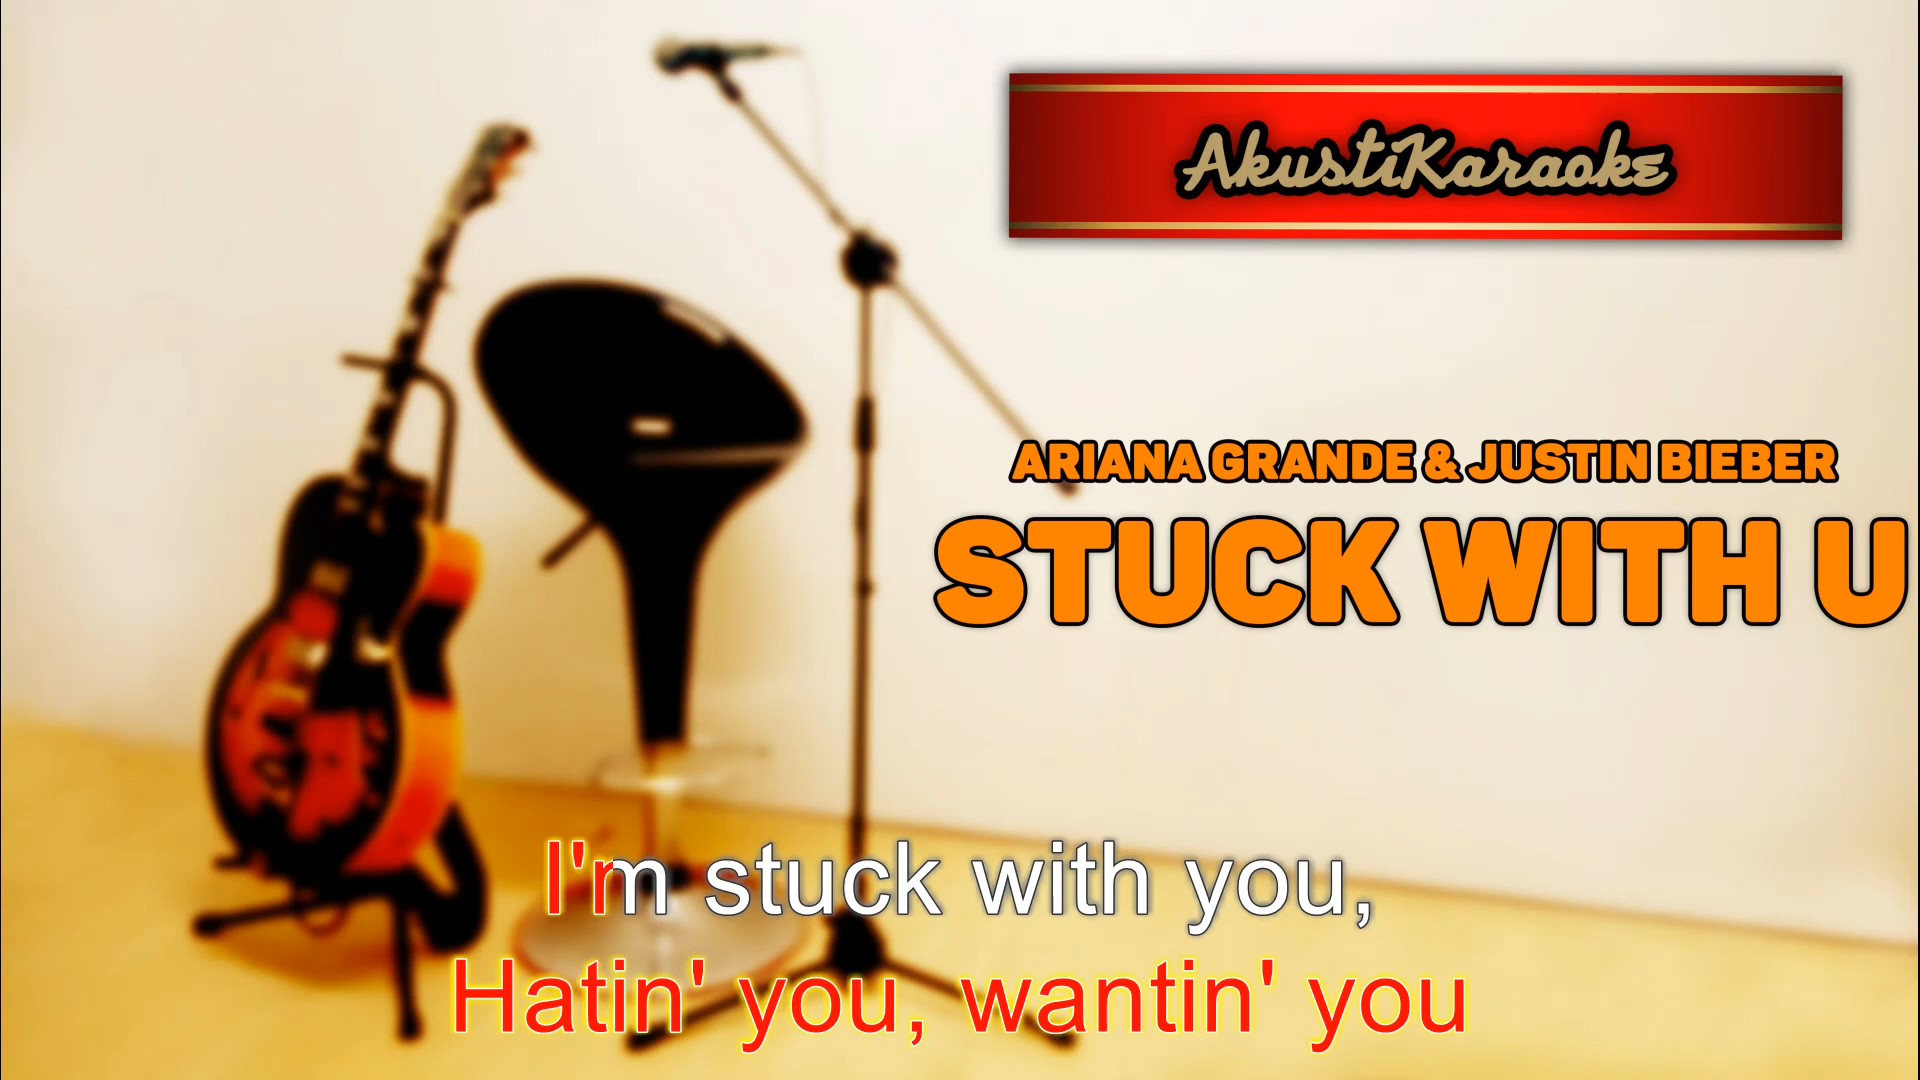 AkustiKaraoke
ARIANA GRANDE & JUSTIN BIEBER
STUCK WITH U
I'm stuck with you,
Hatin' you, wantin' you